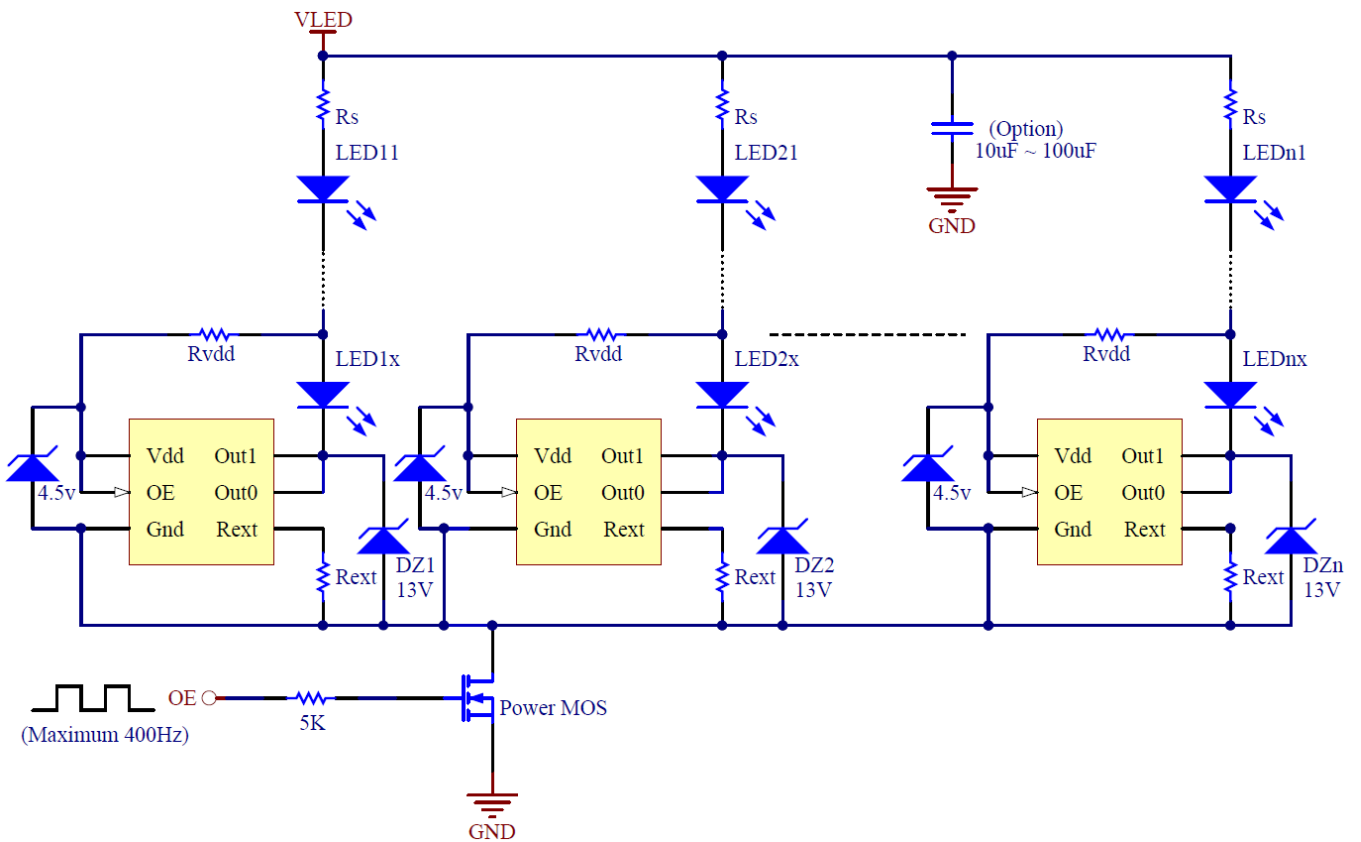 VLED
Rs
Rs
Rs
LED11
LED21
(Option)
10uF ~ 100uF
LEDn1
GND
Rvdd
LED1x
Rvdd
LED2x
Rvdd
LEDnx
Vdd Out1
OE Out0
Gnd Rext
4.5v
Rext
DZ1
13V
Vdd Out1
OE Out0
Gnd Rext
4.5v
Rext
DZ2
13V
Vdd Out1
OE Out0
Gnd Rext
4.5v
Rext
DZn
13V
OE
5K
Power MOS
(Maximum 400Hz)
GND